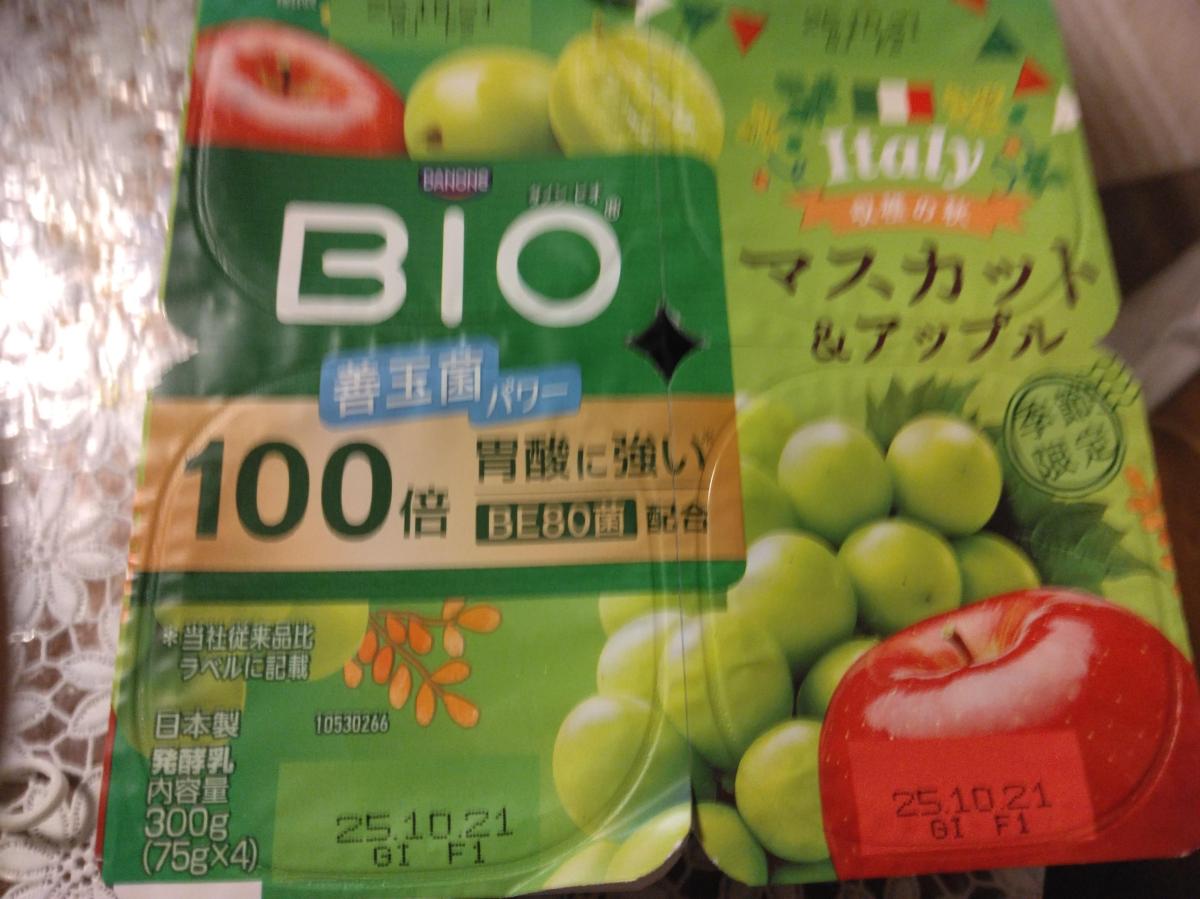 DANONE
ダノンビオ
BIO
善玉菌パワー
100倍
胃酸に強い*
BE80菌 配合
Italy
収穫の秋
マスカット
&アップル
季節
限定
*当社従来品比
ラベルに記載
日本製
発酵乳
内容量
300g
(75g×4)
10530266
25.10.21
GI F1
25.10.21
GI F1